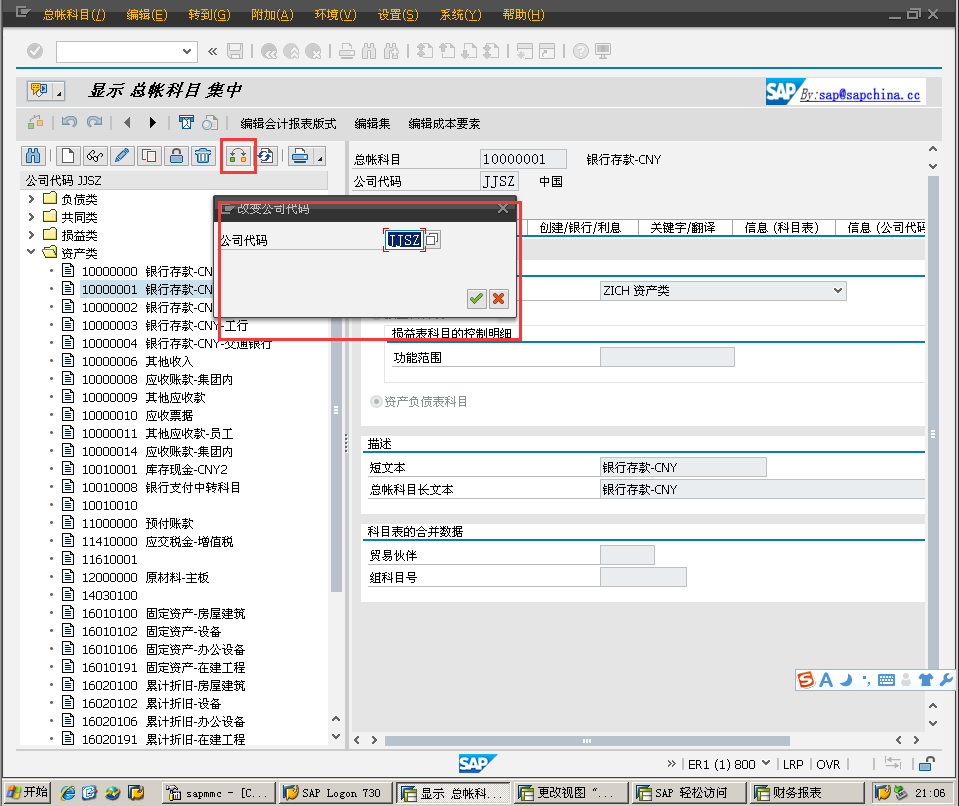 总帐科目(I) 编辑(E) 转到(G) 附加(A) 环境(V) 设置(S) 系统(Y) 帮助(H)
显示 总帐科目 集中
SAP By:sap@sapchina.cc
编辑会计报表版式 编辑集 编辑成本要素
公司代码 JJSZ
负债类
共同类
损益类
资产类
10000000 银行存款-CN
10000001 银行存款-CN
10000002 银行存款-CN
10000003 银行存款-CNY-工行
10000004 银行存款-CNY-交通银行
10000006 其他收入
10000008 应收账款-集团内
10000009 其他应收款
10000010 应收票据
10000011 其他应收款-员工
10000014 应收账款-集团内
10010001 库存现金-CNY2
10010008 银行支付中转科目
10010010
11000000 预付账款
11410000 应交税金-增值税
11610001
12000000 原材料-主板
14030100
16010100 固定资产-房屋建筑
16010102 固定资产-设备
16010106 固定资产-办公设备
16010191 固定资产-在建工程
16020100 累计折旧-房屋建筑
16020102 累计折旧-设备
16020106 累计折旧-办公设备
16020191 累计折旧-在建工程
改变公司代码
公司代码 JJSZ
总帐科目 10000001 银行存款-CNY
公司代码 JJSZ 中国
创建/银行/利息 关键字/翻译 信息 (科目表) 信息 (公司代码
ZICH 资产类
损益表科目的控制明细
功能范围
资产负债表科目
描述
短文本 银行存款-CNY
总帐科目长文本 银行存款-CNY
科目表的合并数据
贸易伙伴
组科目号
SAP
ER1 (1) 800 LRP OVR
开始 sapmmc - [C... SAP Logon 730 显示 总帐科... 更改视图 “... SAP 轻松访问 财务报表 21:06